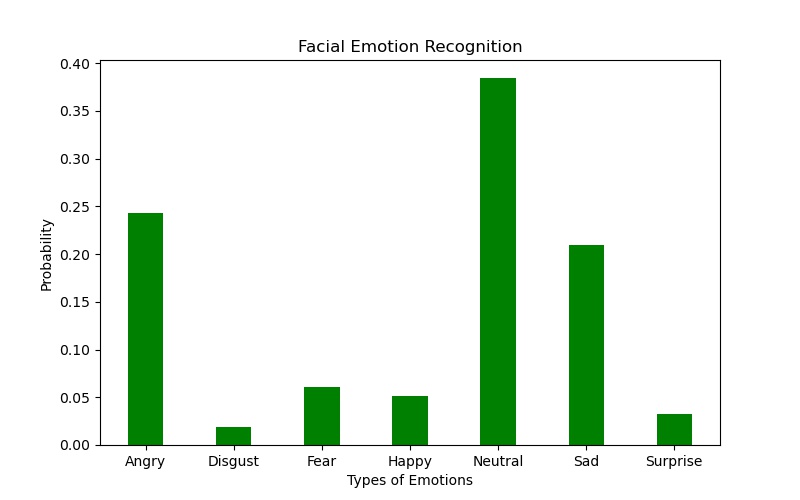 Facial Emotion Recognition
0.40
0.35
0.30
0.25
0.20
0.15
0.10
0.05
0.00
Probability
Angry Disgust Fear Happy Neutral Sad Surprise
Types of Emotions